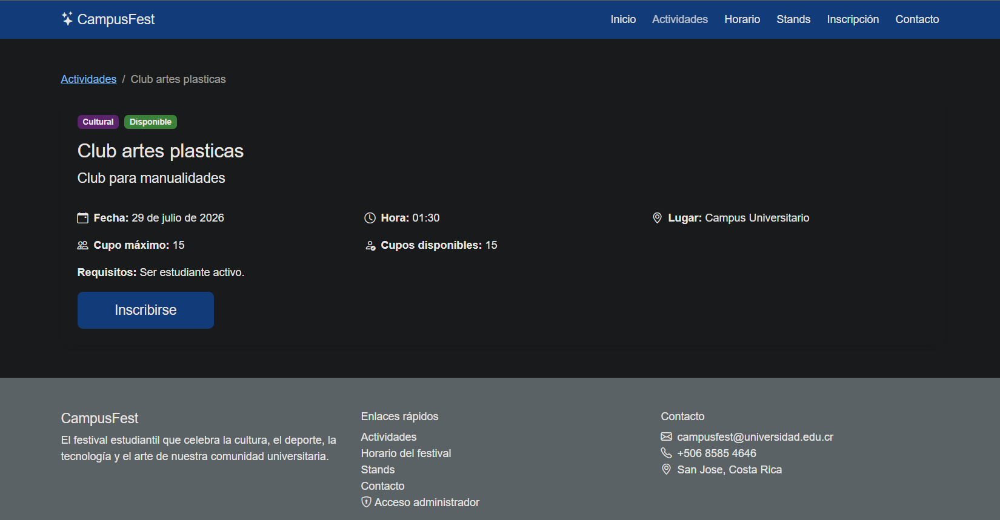 CampusFest
Inicio Actividades Horario Stands Inscripción Contacto
Actividades / Club artes plasticas
Cultural Disponible
Club artes plasticas
Club para manualidades
Fecha: 29 de julio de 2026 Hora: 01:30 Lugar: Campus Universitario
Cupo máximo: 15 Cupos disponibles: 15
Requisitos: Ser estudiante activo.
Inscribirse
CampusFest
El festival estudiantil que celebra la cultura, el deporte, la
tecnología y el arte de nuestra comunidad universitaria.
Enlaces rápidos
Actividades
Horario del festival
Stands
Contacto
Acceso administrador
Contacto
campusfest@universidad.edu.cr
+506 8585 4646
San Jose, Costa Rica